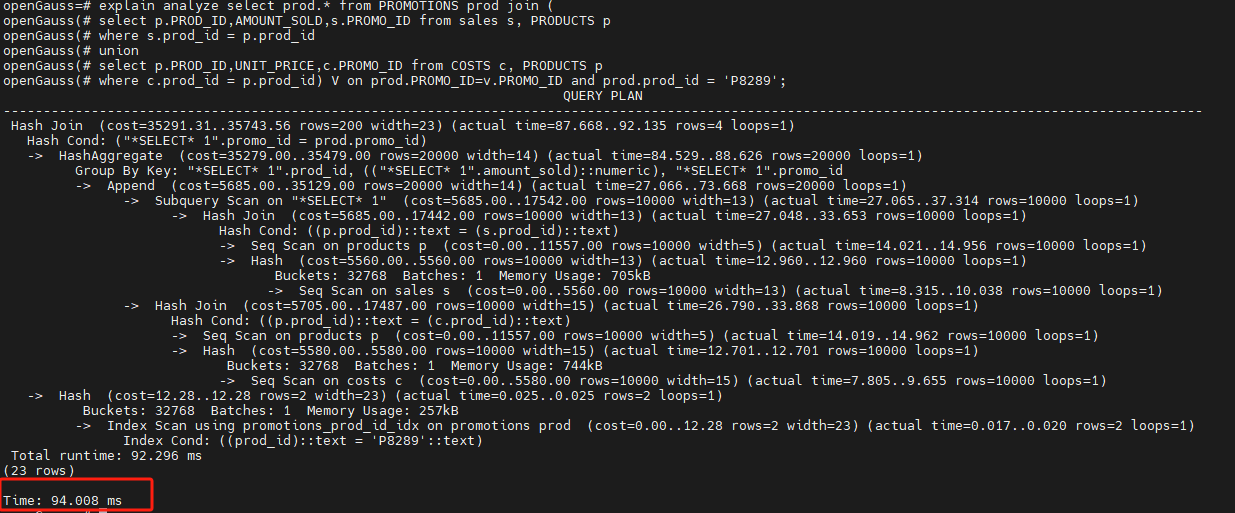 openGauss=# explain analyze select prod.* from PROMOTIONS prod join (
openGauss(# select p.PROD_ID,AMOUNT_SOLD,s.PROMO_ID from sales s, PRODUCTS p
openGauss(# where s.prod_id = p.prod_id
openGauss(# union
openGauss(# select p.PROD_ID,UNIT_PRICE,c.PROMO_ID from COSTS c, PRODUCTS p
openGauss(# where c.prod_id = p.prod_id) V on prod.PROMO_ID=v.PROMO_ID and prod.prod_id = 'P8289';
QUERY PLAN
Hash Join  (cost=35291.31..35743.56 rows=200 width=23) (actual time=87.668..92.135 rows=4 loops=1)
Hash Cond: ("*SELECT* 1".promo_id = prod.promo_id)
->  HashAggregate  (cost=35279.00..35479.00 rows=20000 width=14) (actual time=84.529..88.626 rows=20000 loops=1)
Group By Key: "*SELECT* 1".prod_id, (("*SELECT* 1".amount_sold)::numeric), "*SELECT* 1".promo_id
->  Append  (cost=5685.00..35129.00 rows=20000 width=14) (actual time=27.066..73.668 rows=20000 loops=1)
->  Subquery Scan on "*SELECT* 1"  (cost=5685.00..17542.00 rows=10000 width=13) (actual time=27.065..37.314 rows=10000 loops=1)
->  Hash Join  (cost=5685.00..17442.00 rows=10000 width=13) (actual time=27.048..33.653 rows=10000 loops=1)
Hash Cond: ((p.prod_id)::text = (s.prod_id)::text)
->  Seq Scan on products p  (cost=0.00..11557.00 rows=10000 width=5) (actual time=14.021..14.956 rows=10000 loops=1)
->  Hash  (cost=5560.00..5560.00 rows=10000 width=13) (actual time=12.960..12.960 rows=10000 loops=1)
Buckets: 32768  Batches: 1  Memory Usage: 705kB
->  Seq Scan on sales s  (cost=0.00..5560.00 rows=10000 width=13) (actual time=8.315..10.038 rows=10000 loops=1)
->  Hash Join  (cost=5705.00..17487.00 rows=10000 width=15) (actual time=26.790..33.868 rows=10000 loops=1)
Hash Cond: ((p.prod_id)::text = (c.prod_id)::text)
->  Seq Scan on products p  (cost=0.00..11557.00 rows=10000 width=5) (actual time=14.019..14.962 rows=10000 loops=1)
->  Hash  (cost=5580.00..5580.00 rows=10000 width=15) (actual time=12.701..12.701 rows=10000 loops=1)
Buckets: 32768  Batches: 1  Memory Usage: 744kB
->  Seq Scan on costs c  (cost=0.00..5580.00 rows=10000 width=15) (actual time=7.805..9.655 rows=10000 loops=1)
->  Hash  (cost=12.28..12.28 rows=2 width=23) (actual time=0.025..0.025 rows=2 loops=1)
Buckets: 32768  Batches: 1  Memory Usage: 257kB
->  Index Scan using promotions_prod_id_idx on promotions prod  (cost=0.00..12.28 rows=2 width=23) (actual time=0.017..0.020 rows=2 loops=1)
Index Cond: ((prod_id)::text = 'P8289'::text)
Total runtime: 92.296 ms
(23 rows)
Time: 94.008 ms